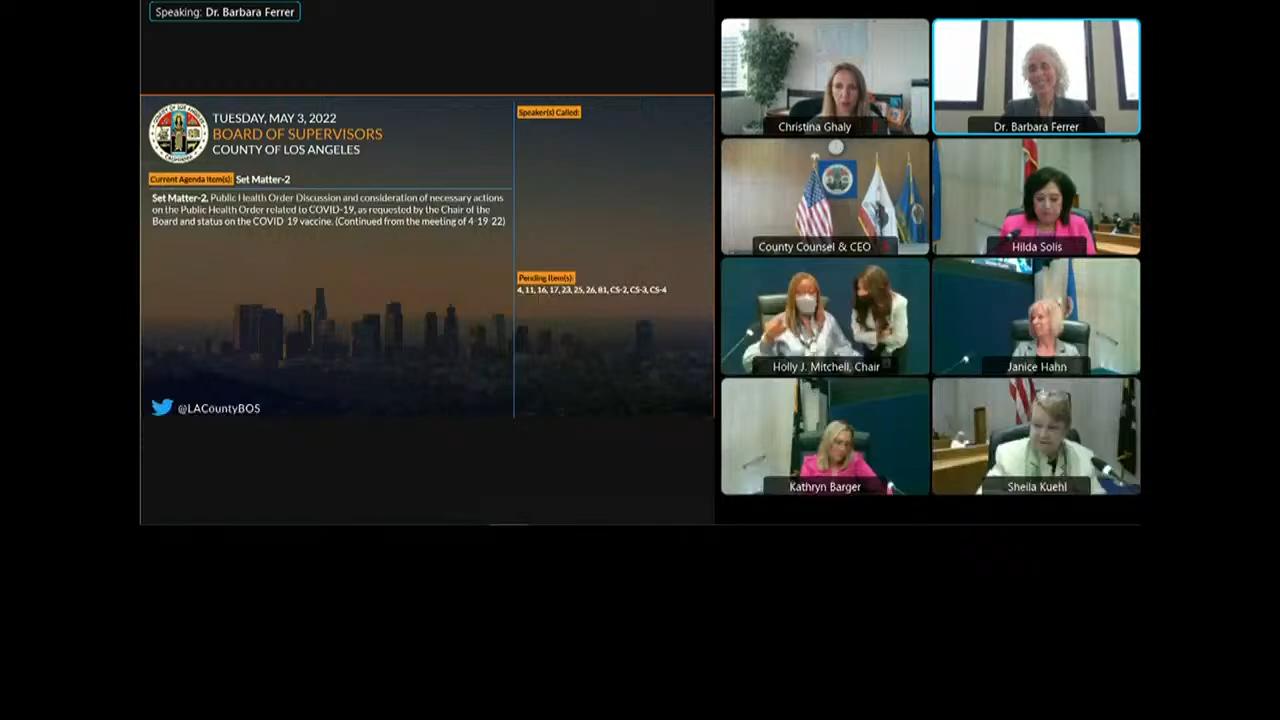 Speaking: Dr. Barbara Ferrer
TUESDAY, MAY 3, 2022
BOARD OF SUPERVISORS
COUNTY OF LOS ANGELES
Current Agenda Item(s): Set Matter-2
Set Matter-2, Public Health Order Discussion and consideration of necessary actions
on the Public Health Order related to COVID-19, as requested by the Chair of the
Board and status on the COVID-19 vaccine. (Continued from the meeting of 4-19-22)
@LACountyBOS
Speaker(s) Called:
Pending Item(s):
4, 11, 16, 17, 23, 25, 26, 81, CS-2, CS-3, CS-4
Christina Ghaly
Dr. Barbara Ferrer
County Counsel & CEO
Hilda Solis
Holly J. Mitchell, Chair
Janice Hahn
Kathryn Barger
Sheila Kuehl